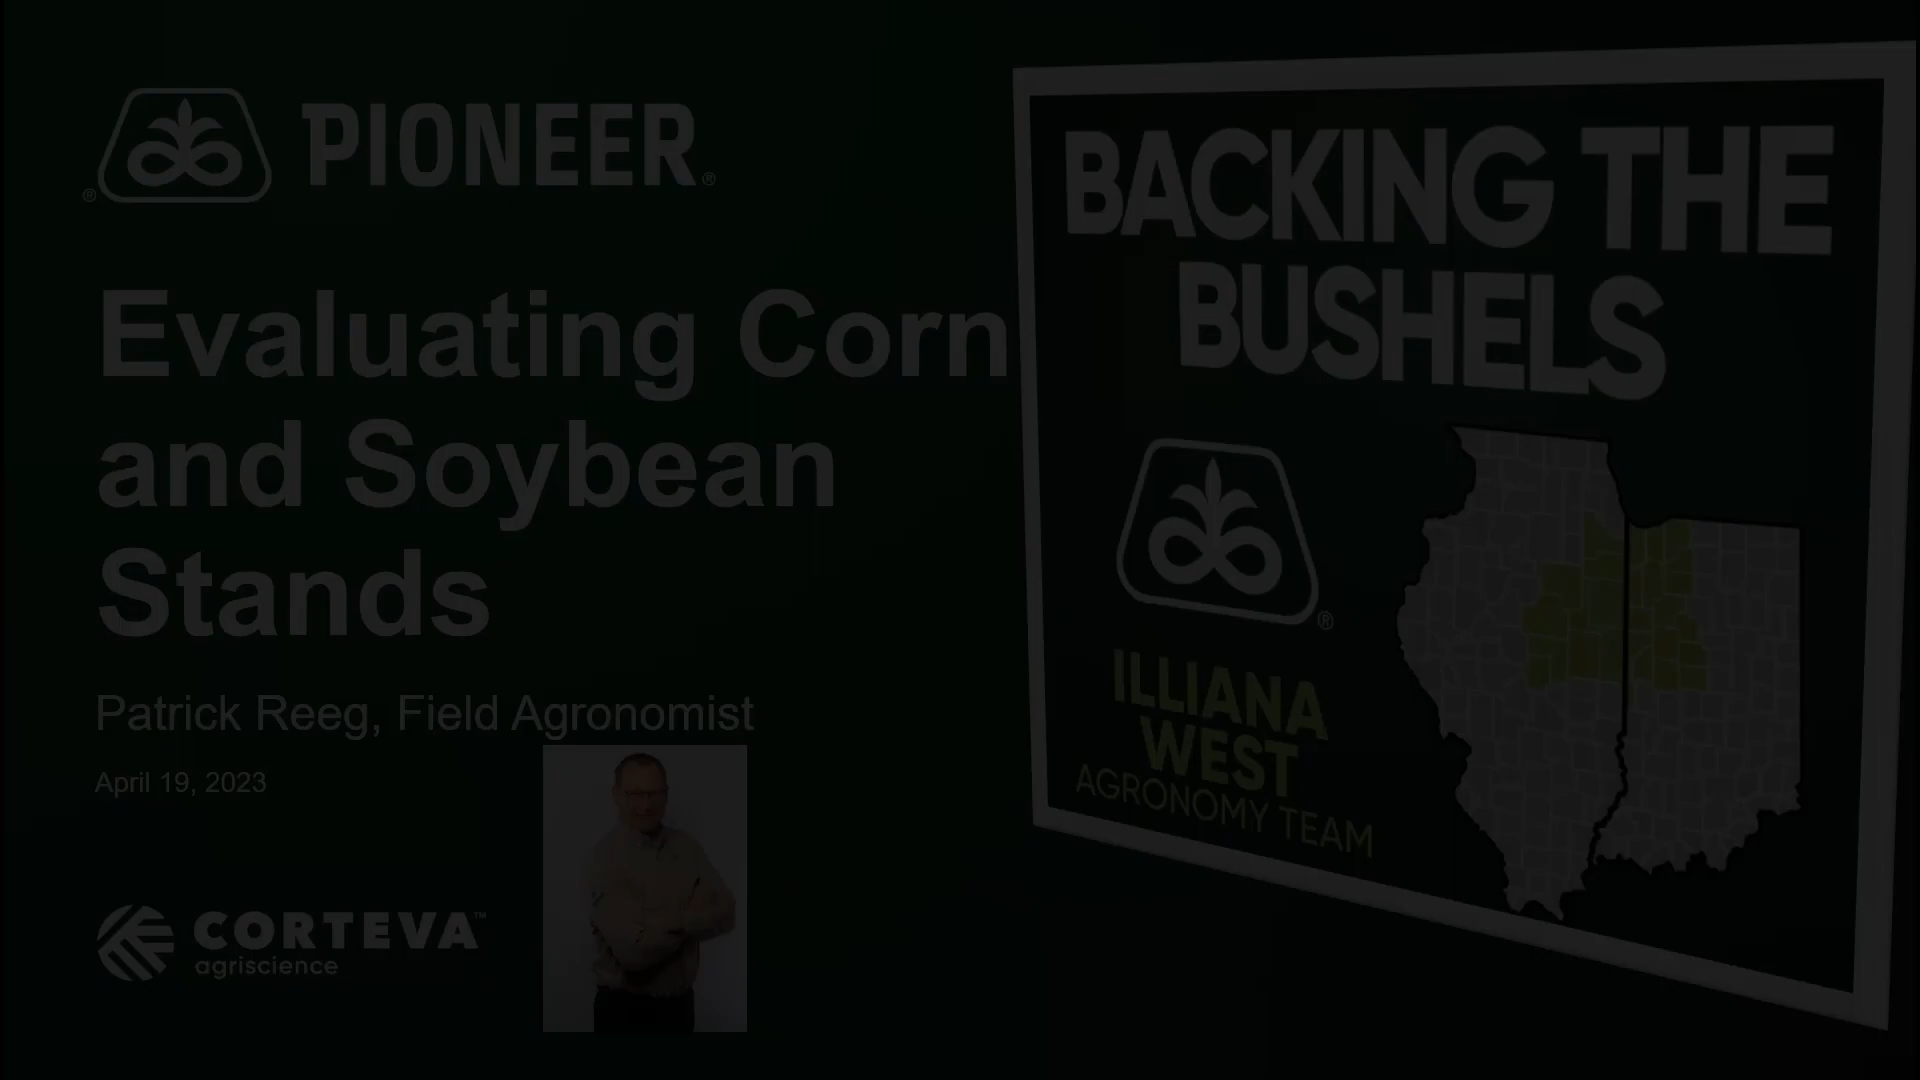 PIONEER®
®
Evaluating Corn
and Soybean
Stands
Patrick Reeg, Field Agronomist
April 19, 2023
CORTEVA™
agriscience
BACKING THE
BUSHELS
®
ILLIANA
WEST
AGRONOMY TEAM